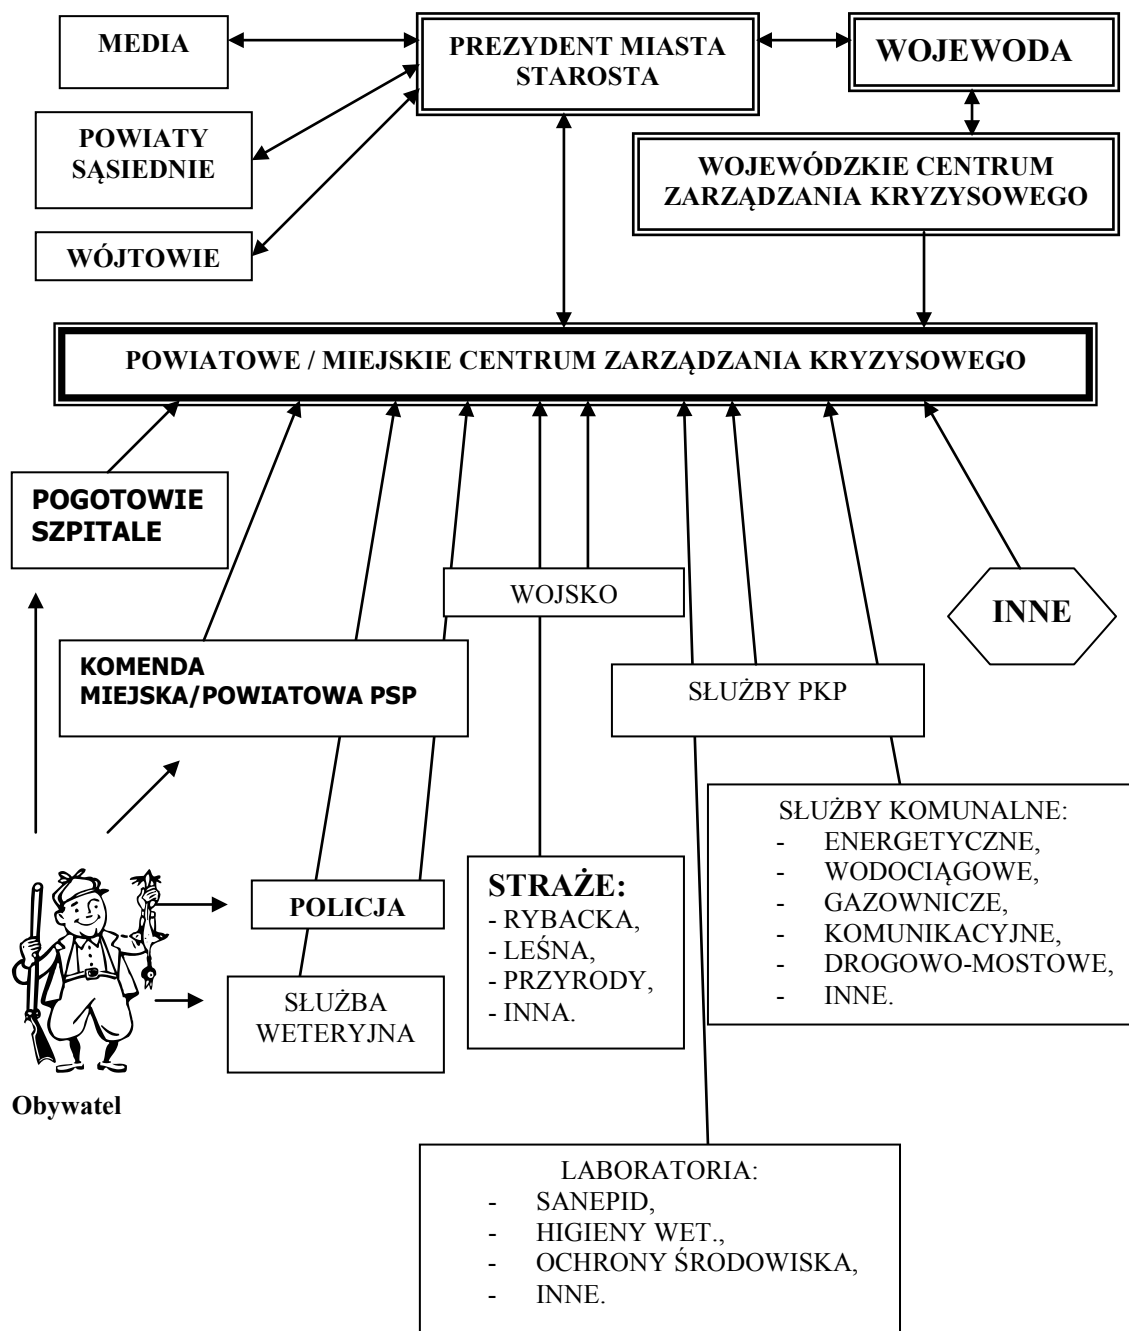 MEDIA
PREZYDENT MIASTA
STAROSTA
WOJEWODA
POWIATY
SĄSIEDNIE
WOJEWÓDZKIE CENTRUM
ZARZĄDZANIA KRYZYSOWEGO
WÓJTOWIE
POWIATOWE / MIEJSKIE CENTRUM ZARZĄDZANIA KRYZYSOWEGO
POGOTOWIE
SZPITALE
WOJSKO
INNE
KOMENDA
MIEJSKA/POWIATOWA PSP
SŁUŻBY PKP
SŁUŻBY KOMUNALNE:
- ENERGETYCZNE,
- WODOCIĄGOWE,
- GAZOWNICZE,
- KOMUNIKACYJNE,
- DROGOWO-MOSTOWE,
- INNE.
STRAŻE:
- RYBACKA,
- LEŚNA,
- PRZYRODY,
- INNA.
POLICJA
SŁUŻBA
WETERYJNA
Obywatel
LABORATORIA:
- SANEPID,
- HIGIENY WET.,
- OCHRONY ŚRODOWISKA,
- INNE.